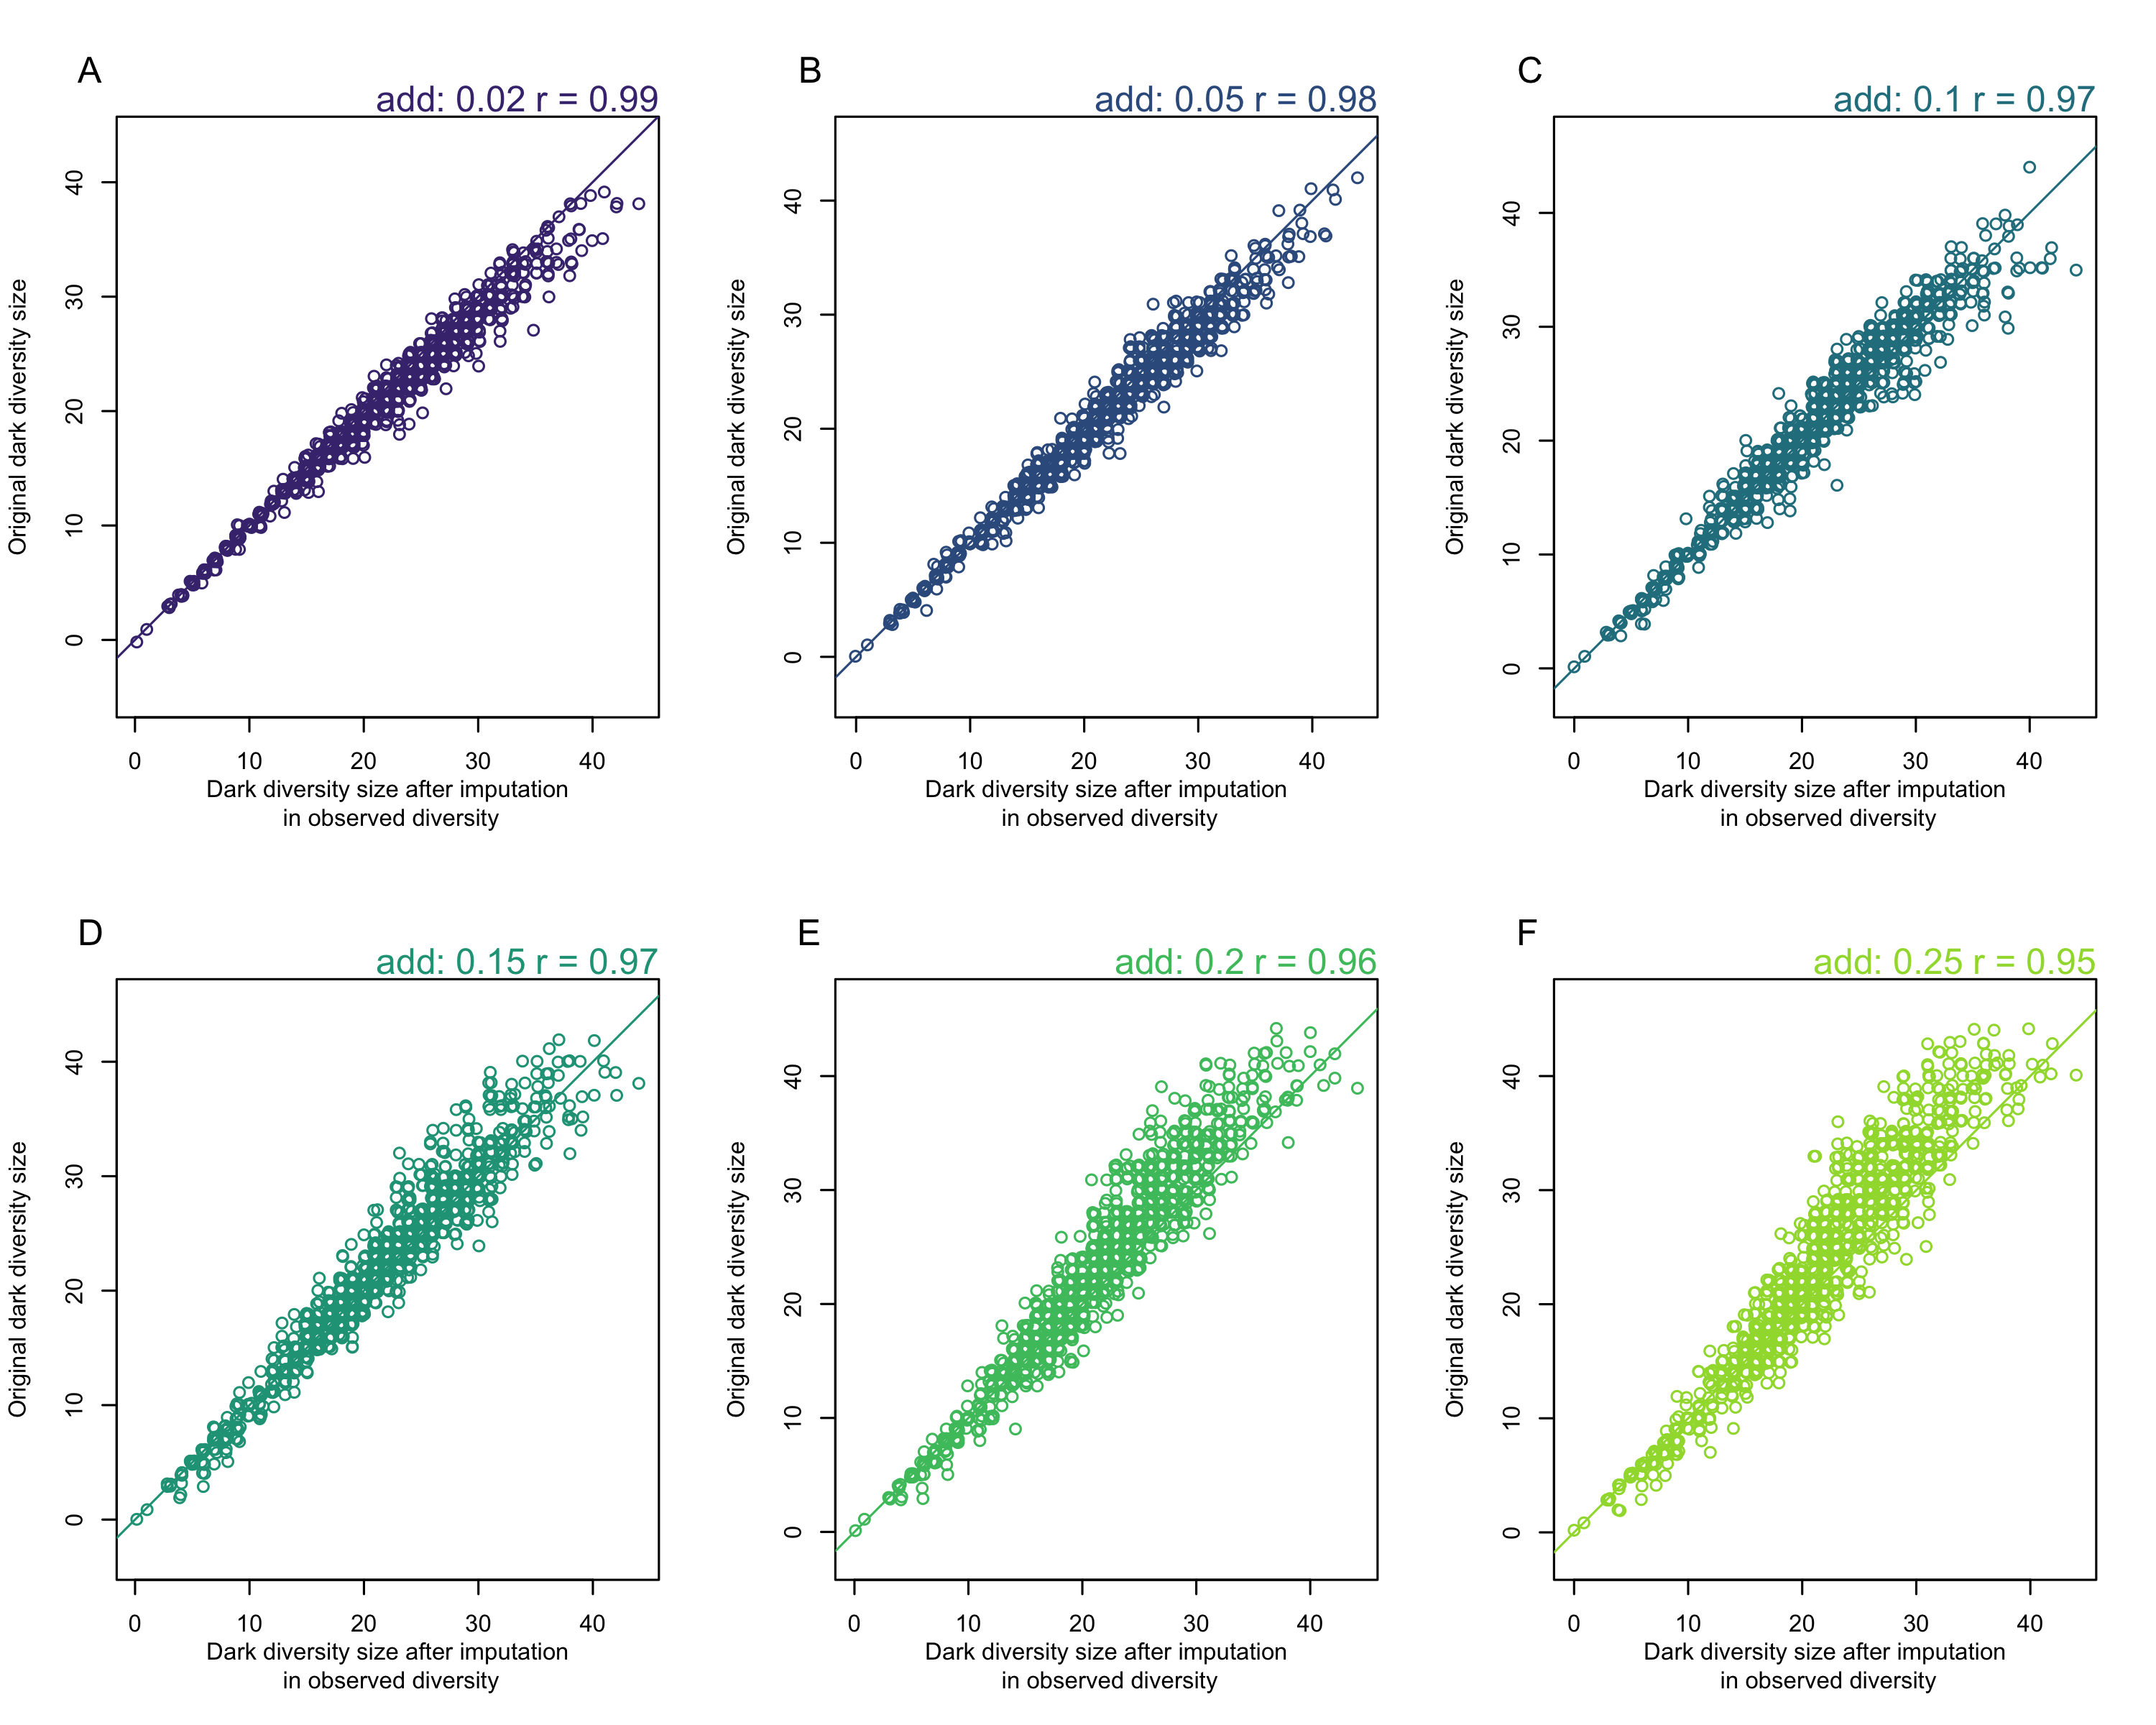 A
add: 0.02 r = 0.99
Original dark diversity size
40
30
20
10
0
0 10 20 30 40
Dark diversity size after imputation
in observed diversity
B
add: 0.05 r = 0.98
Original dark diversity size
40
30
20
10
0
0 10 20 30 40
Dark diversity size after imputation
in observed diversity
C
add: 0.1 r = 0.97
Original dark diversity size
40
30
20
10
0
0 10 20 30 40
Dark diversity size after imputation
in observed diversity
D
add: 0.15 r = 0.97
Original dark diversity size
40
30
20
10
0
0 10 20 30 40
Dark diversity size after imputation
in observed diversity
E
add: 0.2 r = 0.96
Original dark diversity size
40
30
20
10
0
0 10 20 30 40
Dark diversity size after imputation
in observed diversity
F
add: 0.25 r = 0.95
Original dark diversity size
40
30
20
10
0
0 10 20 30 40
Dark diversity size after imputation
in observed diversity